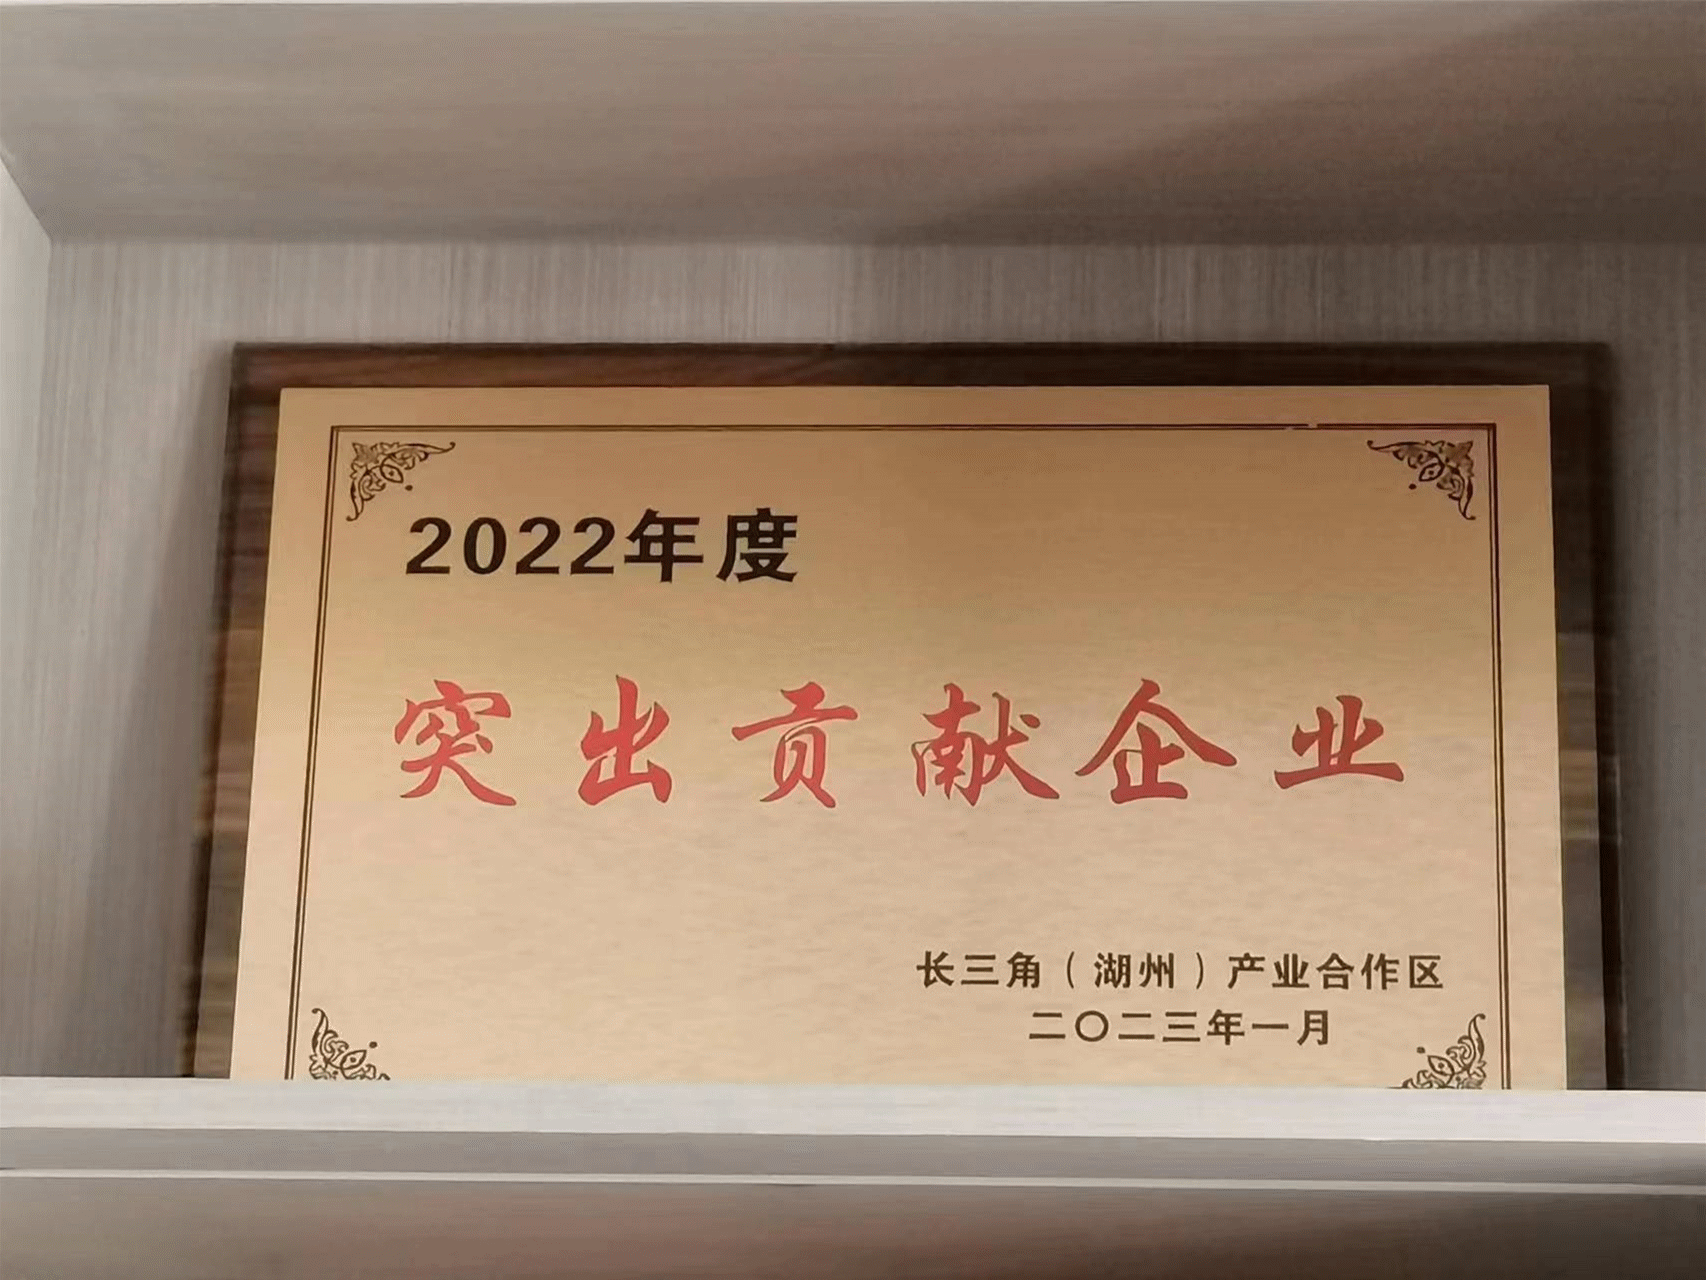 2022年度
突出贡献企业
长三角（湖州）产业合作区
二〇二三年一月